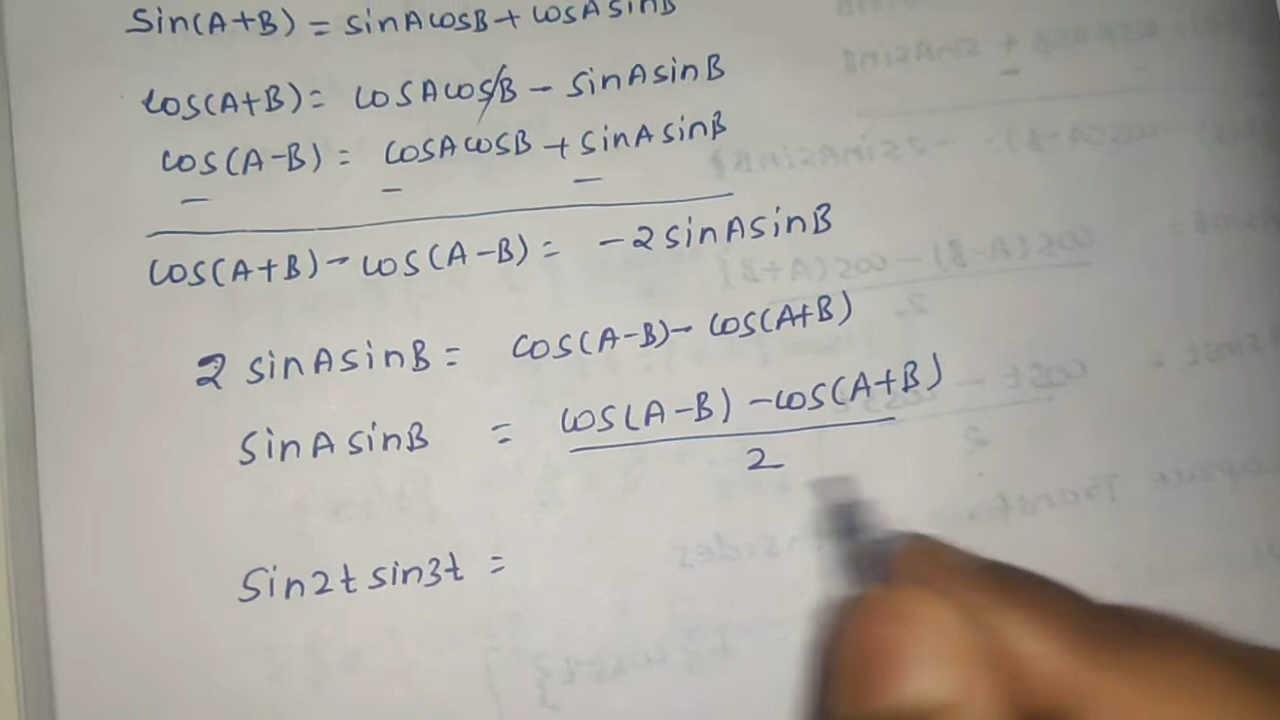 Sin(A+B) = sinAcosB + cosAsinB
cos(A+B) = cosAcosB - sinAsinB
cos(A-B) = cosAcosB + sinAsinB
- - -
cos(A+B) - cos(A-B) = -2sinAsinB
2 sinAsinB = cos(A-B) - cos(A+B)
sinAsinB = cos(A-B) - cos(A+B)
2
Sin2t sin3t =